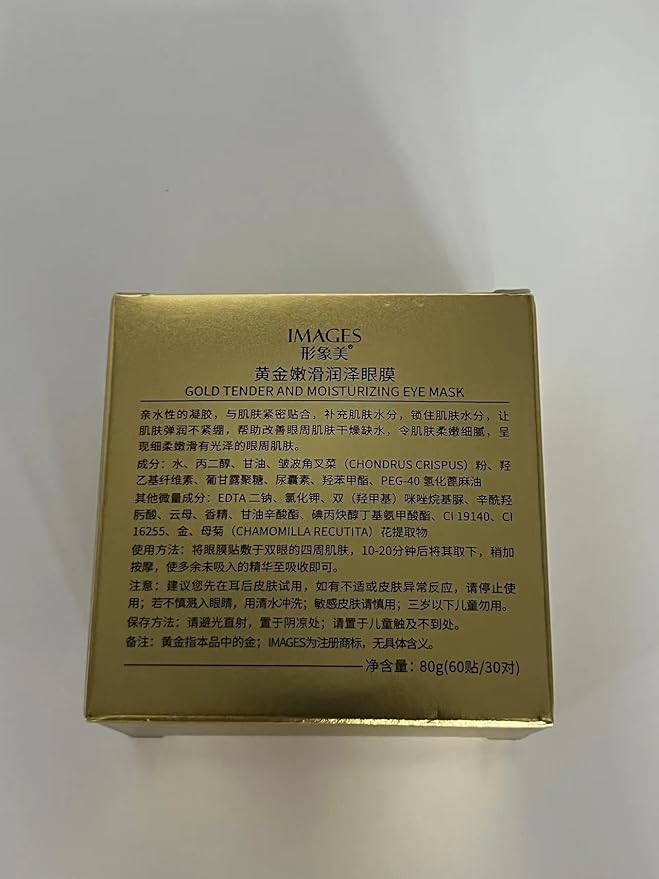 IMAGES
形象美®
黄金嫩滑润泽眼膜
GOLD TENDER AND MOISTURIZING EYE MASK
亲水性的凝胶，与肌肤紧密贴合，补充肌肤水分，锁住肌肤水分，让
肌肤弹润不紧绷，帮助改善眼周肌肤干燥缺水，令肌肤柔嫩细腻，呈
现细柔嫩滑有光泽的眼周肌肤。
成分：水、丙二醇、甘油、皱波角叉菜（CHONDRUS CRISPUS）粉、羟
乙基纤维素、葡甘露聚糖、尿囊素、羟苯甲酯、PEG-40 氢化蓖麻油
其他微量成分：EDTA 二钠、氯化钾、双（羟甲基）咪唑烷基脲、辛酰羟
肟酸、云母、香精、甘油辛酸酯、碘丙炔醇丁基氨甲酸酯、CI 19140、CI
16255、金、母菊（CHAMOMILLA RECUTITA）花提取物
使用方法：将眼膜贴敷于双眼的四周肌肤，10-20分钟后将其取下，稍加
按摩，使多余未吸入的精华至吸收即可。
注意：建议您先在耳后皮肤试用，如有不适或皮肤异常反应，请停止使
用；若不慎溅入眼睛，用清水冲洗；敏感皮肤请慎用；三岁以下儿童勿用。
保存方法：请避光直射，置于阴凉处；请置于儿童触及不到处。
备注：黄金指本品中的金；IMAGES为注册商标，无具体含义。
净含量：80g(60贴/30对)